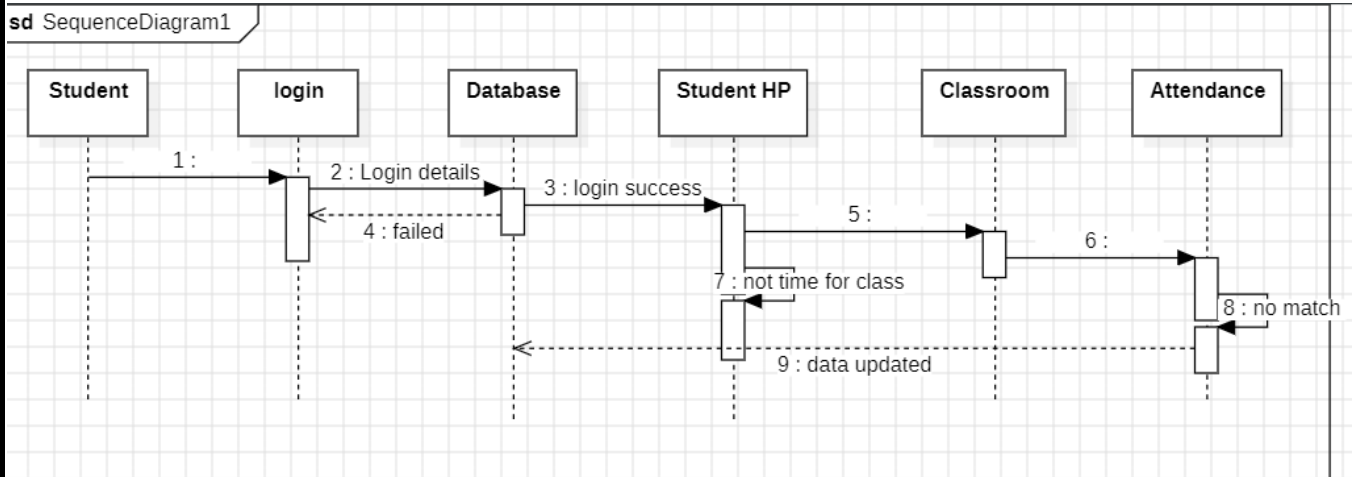 sd SequenceDiagram1
Student
login
Database
Student HP
Classroom
Attendance
1 :
2 : Login details
3 : login success
4 : failed
5 :
6 :
7 : not time for class
8 : no match
9 : data updated